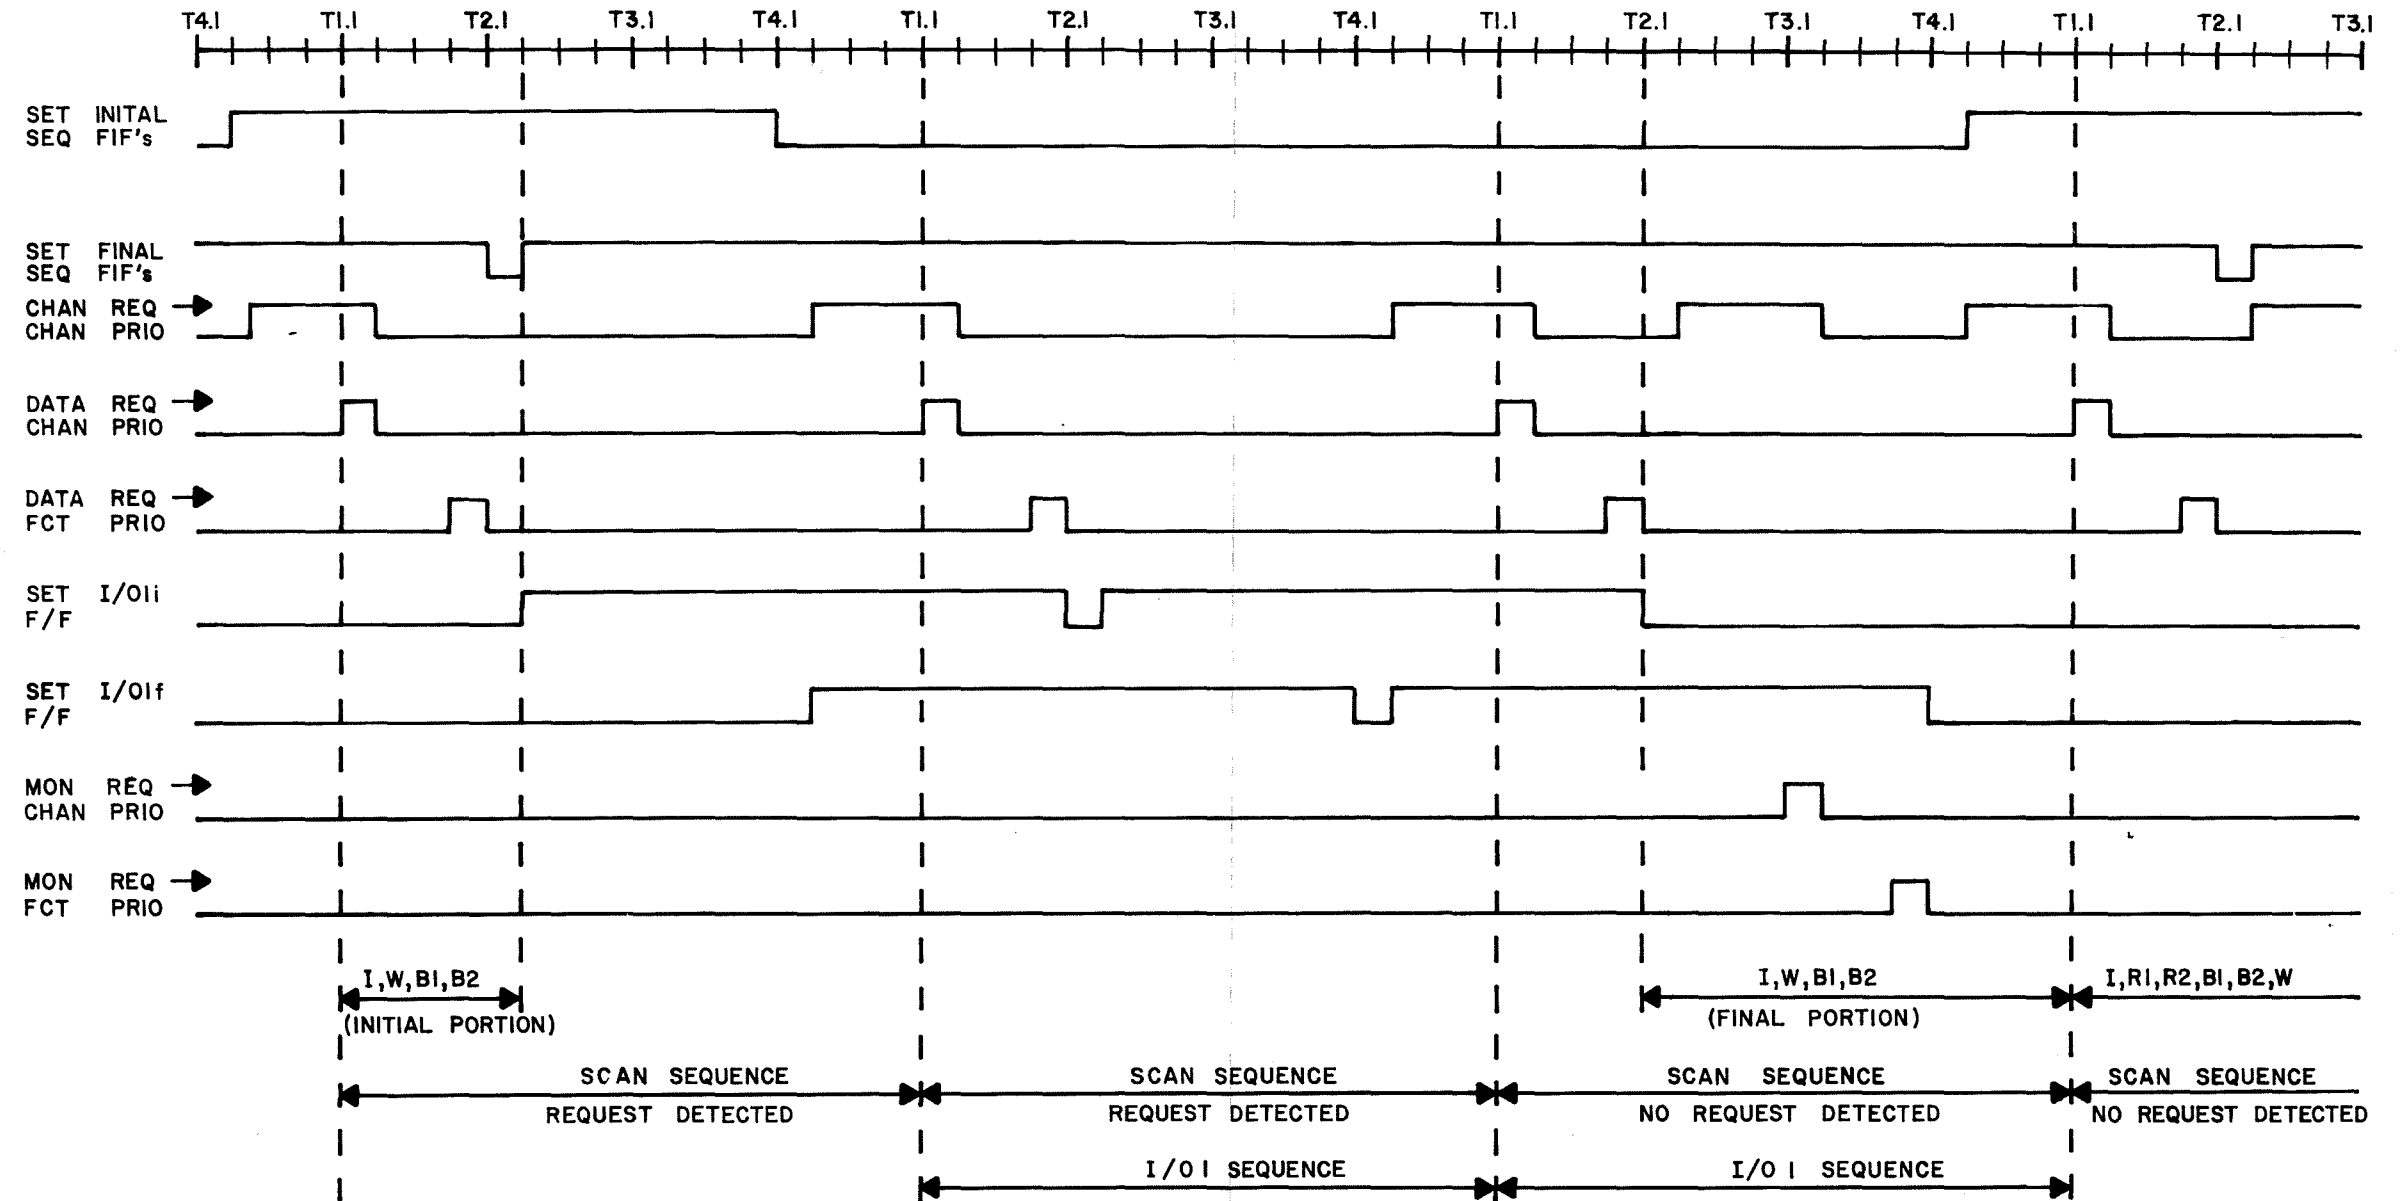 T4.1 T1.1 T2.1 T3.1 T4.1 T1.1 T2.1 T3.1 T4.1 T1.1 T2.1 T3.1 T4.1 T1.1 T2.1 T3.1
SET INITAL
SEQ FIF's
SET FINAL
SEQ FIF's
CHAN REQ
CHAN PRIO
DATA REQ
CHAN PRIO
DATA REQ
FCT PRIO
SET I/O1i
F/F
SET I/O1f
F/F
MON REQ
CHAN PRIO
MON REQ
FCT PRIO
I,W,B1,B2 I,W,B1,B2 I,R1,R2,B1,B2,W
(INITIAL PORTION) (FINAL PORTION)
SCAN SEQUENCE SCAN SEQUENCE SCAN SEQUENCE SCAN SEQUENCE
REQUEST DETECTED REQUEST DETECTED NO REQUEST DETECTED NO REQUEST DETECTED
I/O 1 SEQUENCE I/O 1 SEQUENCE